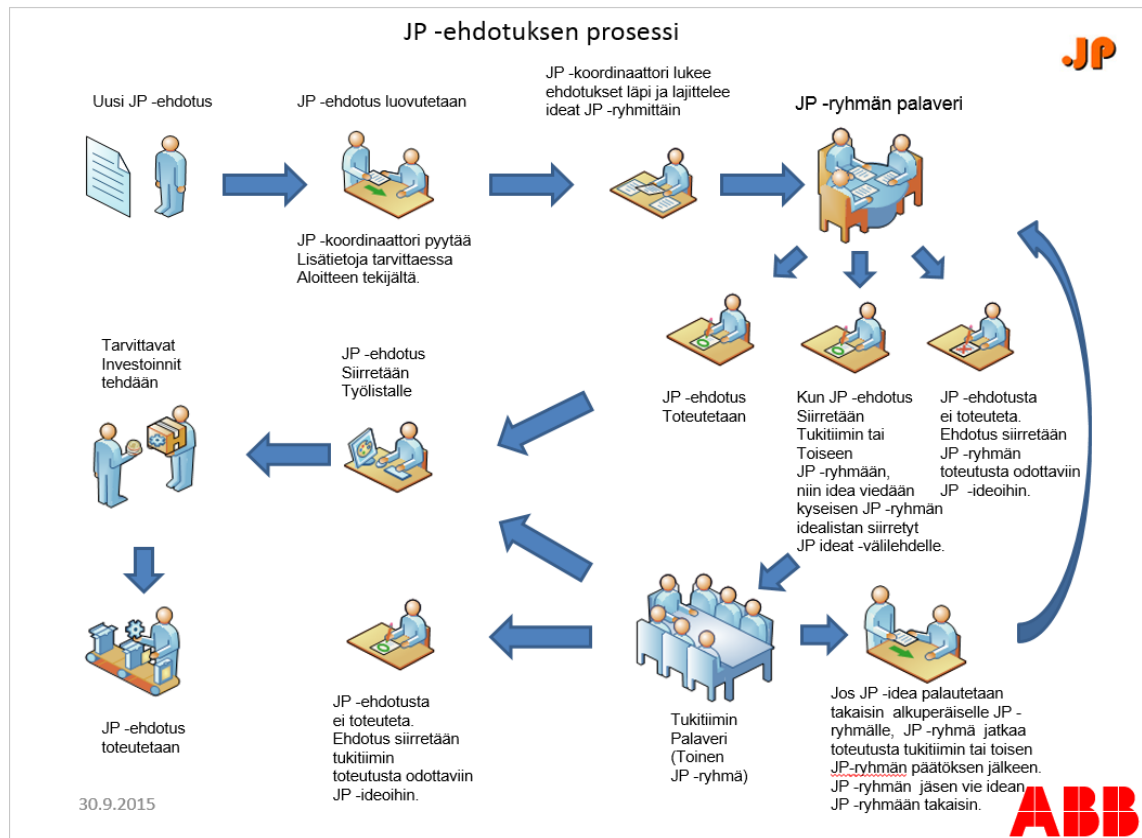 JP -ehdotuksen prosessi
.JP
Uusi JP -ehdotus
JP -ehdotus luovutetaan
JP -koordinaattori lukee
ehdotukset läpi ja lajittelee
ideat JP -ryhmittäin
JP -ryhmän palaveri
JP -koordinaattori pyytää
Lisätietoja tarvittaessa
Aloitteen tekijältä.
Tarvittavat
Investoinnit
tehdään
JP -ehdotus
Siirretään
Työlistalle
JP -ehdotus
Toteutetaan
Kun JP -ehdotus
Siirretään
Tukitiimin tai
Toiseen
JP -ryhmään,
niin idea viedään
kyseisen JP -ryhmän
idealistan siirretyt
JP ideat -välilehdelle.
JP -ehdotusta
ei toteuteta.
Ehdotus siirretään
JP -ryhmän
toteutusta odottaviin
JP -ideoihin.
JP -ehdotus
toteutetaan
JP -ehdotusta
ei toteuteta.
Ehdotus siirretään
tukitiimin
toteutusta odottaviin
JP -ideoihin.
Tukitiimin
Palaveri
(Toinen
JP -ryhmä)
Jos JP -idea palautetaan
takaisin alkuperäiselle JP -
ryhmälle, JP -ryhmä jatkaa
toteutusta tukitiimin tai toisen
JP-ryhmän päätöksen jälkeen.
JP -ryhmän jäsen vie idean
JP -ryhmään takaisin.
30.9.2015
ABB